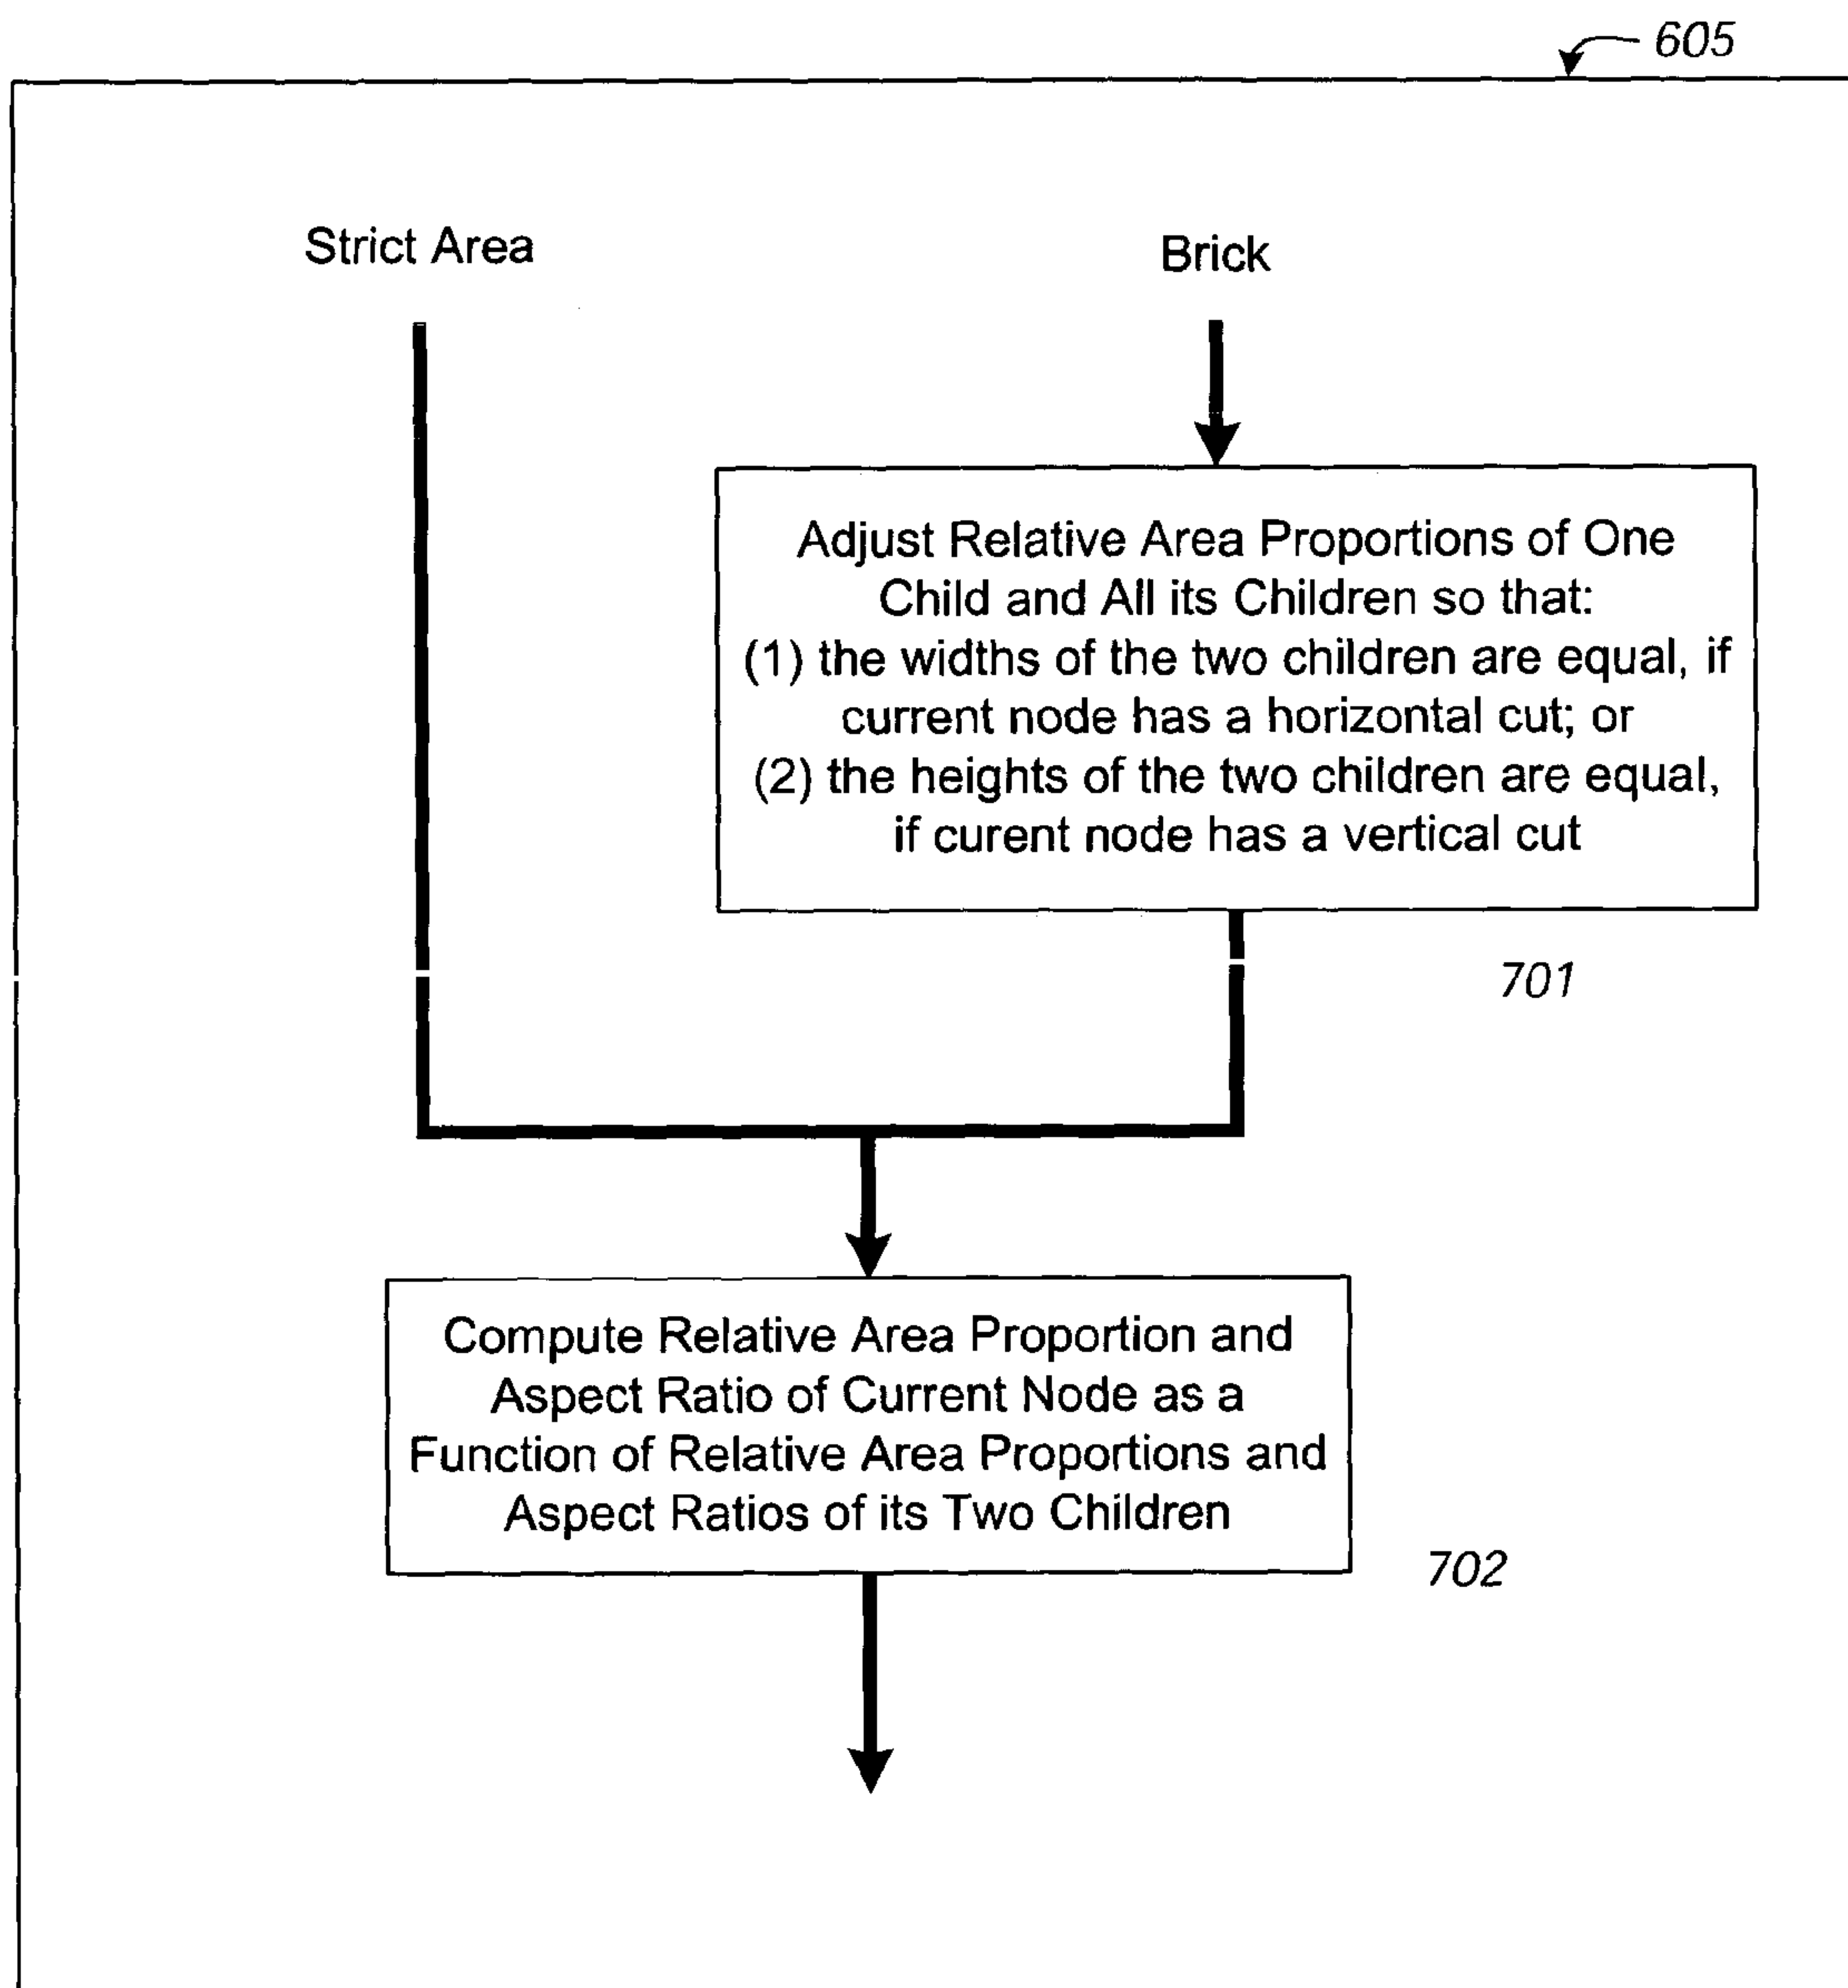 605
Strict Area
Brick
Adjust Relative Area Proportions of One
Child and All its Children so that:
(1) the widths of the two children are equal, if
current node has a horizontal cut; or
(2) the heights of the two children are equal,
if curent node has a vertical cut
701
Compute Relative Area Proportion and
Aspect Ratio of Current Node as a
Function of Relative Area Proportions and
Aspect Ratios of its Two Children
702